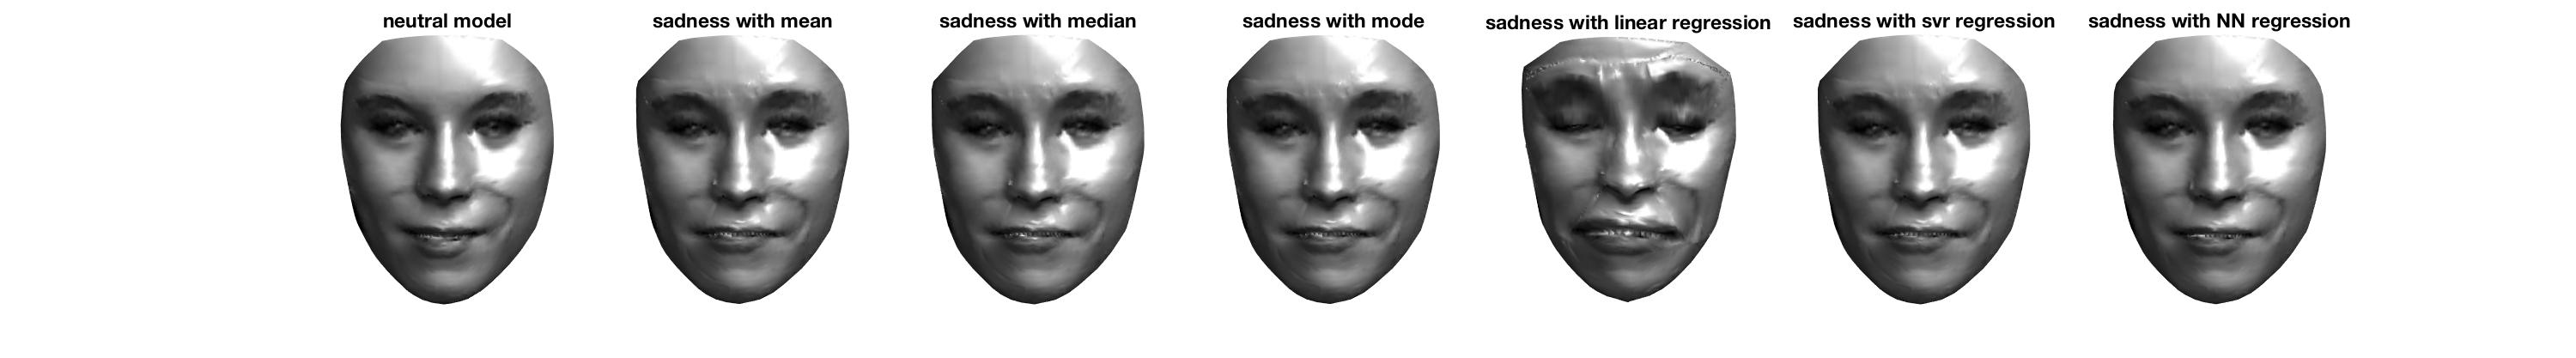 neutral model
sadness with mean
sadness with median
sadness with mode
sadness with linear regression
sadness with svr regression
sadness with NN regression